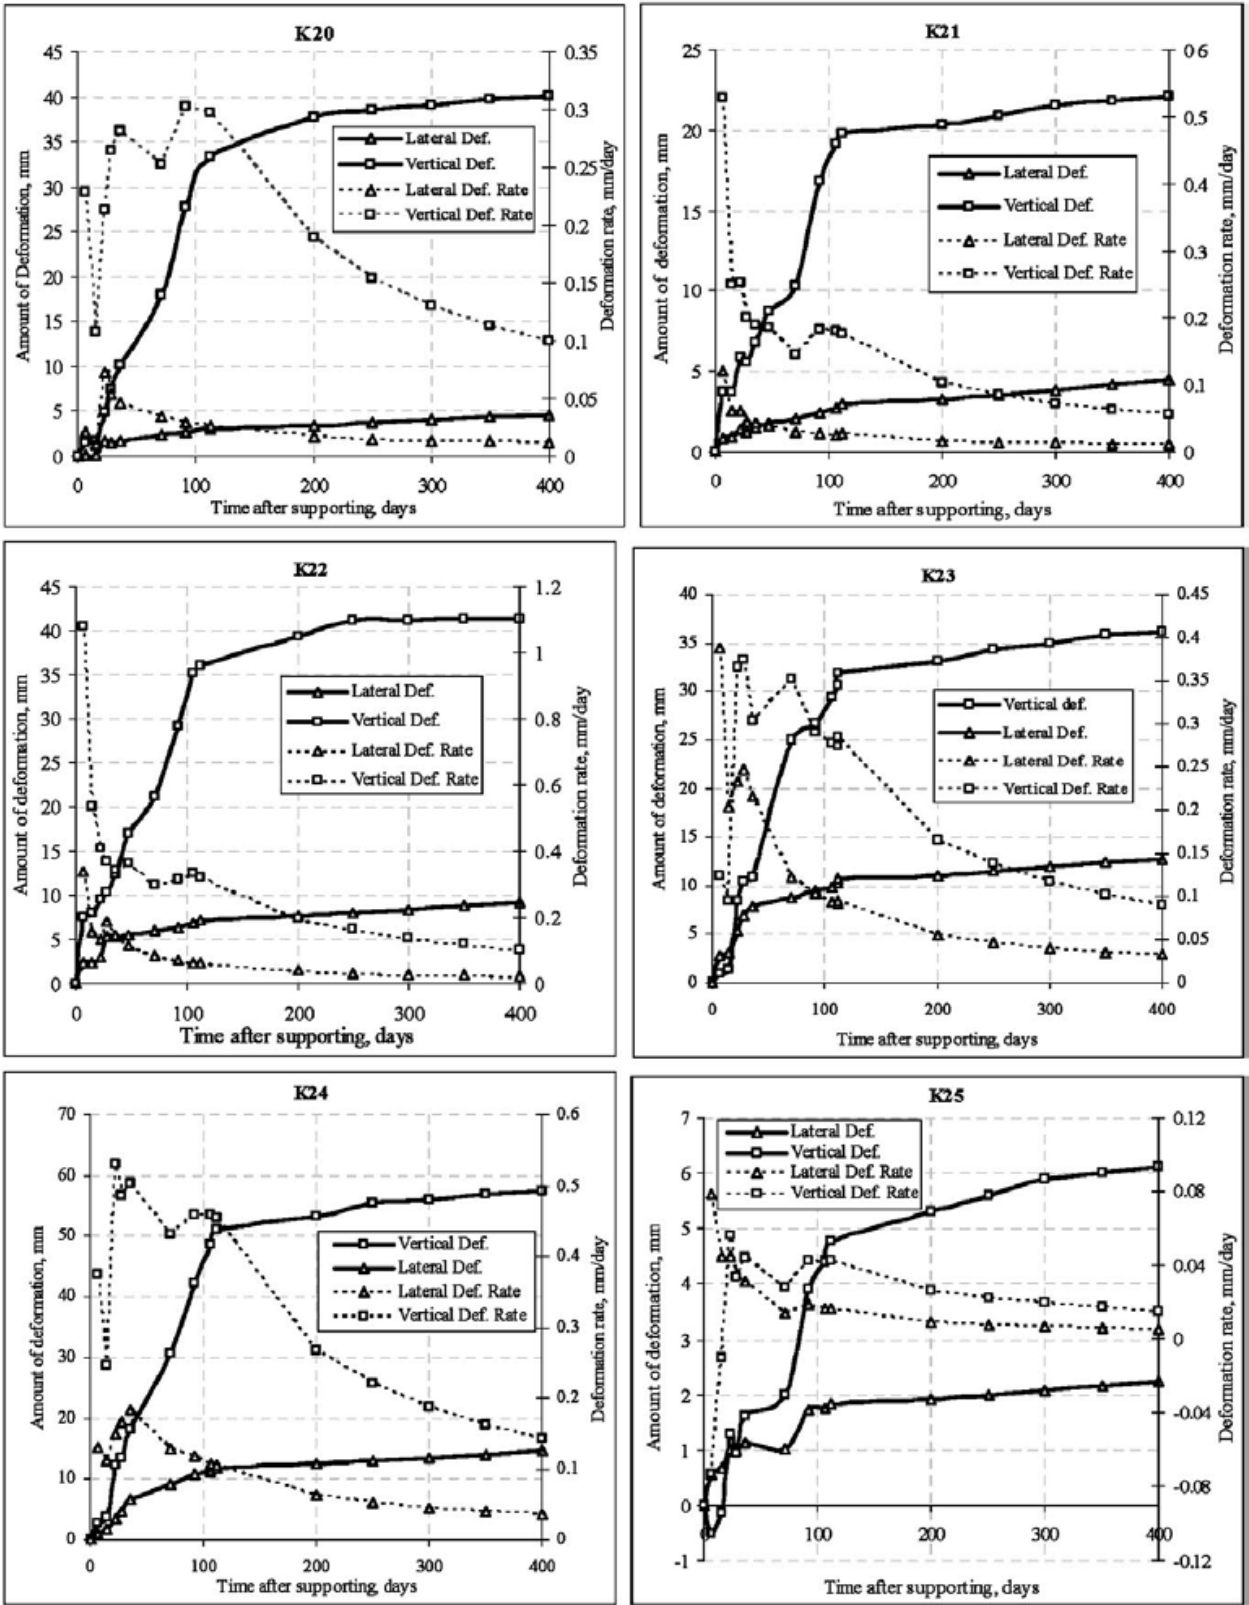 K20
45
40
35
30
25
20
15
10
5
0
Amount of Deformation, mm
0.35
0.3
0.25
0.2
0.15
0.1
0.05
0
Deformation rate, mm/day
Lateral Def.
Vertical Def.
Lateral Def. Rate
Vertical Def. Rate
0 100 200 300 400
Time after supporting, days
K21
25
20
15
10
5
0
Amount of deformation, mm
0.6
0.5
0.4
0.3
0.2
0.1
0
Deformation rate, mm/day
Lateral Def.
Vertical Def.
Lateral Def. Rate
Vertical Def. Rate
0 100 200 300 400
Time after supporting, days
K22
45
40
35
30
25
20
15
10
5
0
Amount of deformation, mm
1.2
1
0.8
0.6
0.4
0.2
0
Deformation rate, mm/day
Lateral Def.
Vertical Def.
Lateral Def. Rate
Vertical Def. Rate
0 100 200 300 400
Time after supporting, days
K23
40
35
30
25
20
15
10
5
0
Amount of deformation, mm
0.45
0.4
0.35
0.3
0.25
0.2
0.15
0.1
0.05
0
Deformation rate, mm/day
Vertical def.
Lateral Def.
Lateral Def. Rate
Vertical Def. Rate
0 100 200 300 400
Time after supporting, days
K24
70
60
50
40
30
20
10
0
Amount of deformation, mm
0.6
0.5
0.4
0.3
0.2
0.1
0
Deformation rate, mm/day
Vertical Def.
Lateral Def.
Lateral Def. Rate
Vertical Def. Rate
0 100 200 300 400
Time after supporting, days
K25
7
6
5
4
3
2
1
0
-1
Amount of deformation, mm
0.12
0.08
0.04
0
-0.04
-0.08
-0.12
Deformation rate, mm/day
Lateral Def.
Vertical Def.
Lateral Def. Rate
Vertical Def. Rate
0 100 200 300 400
Time after supporting, days